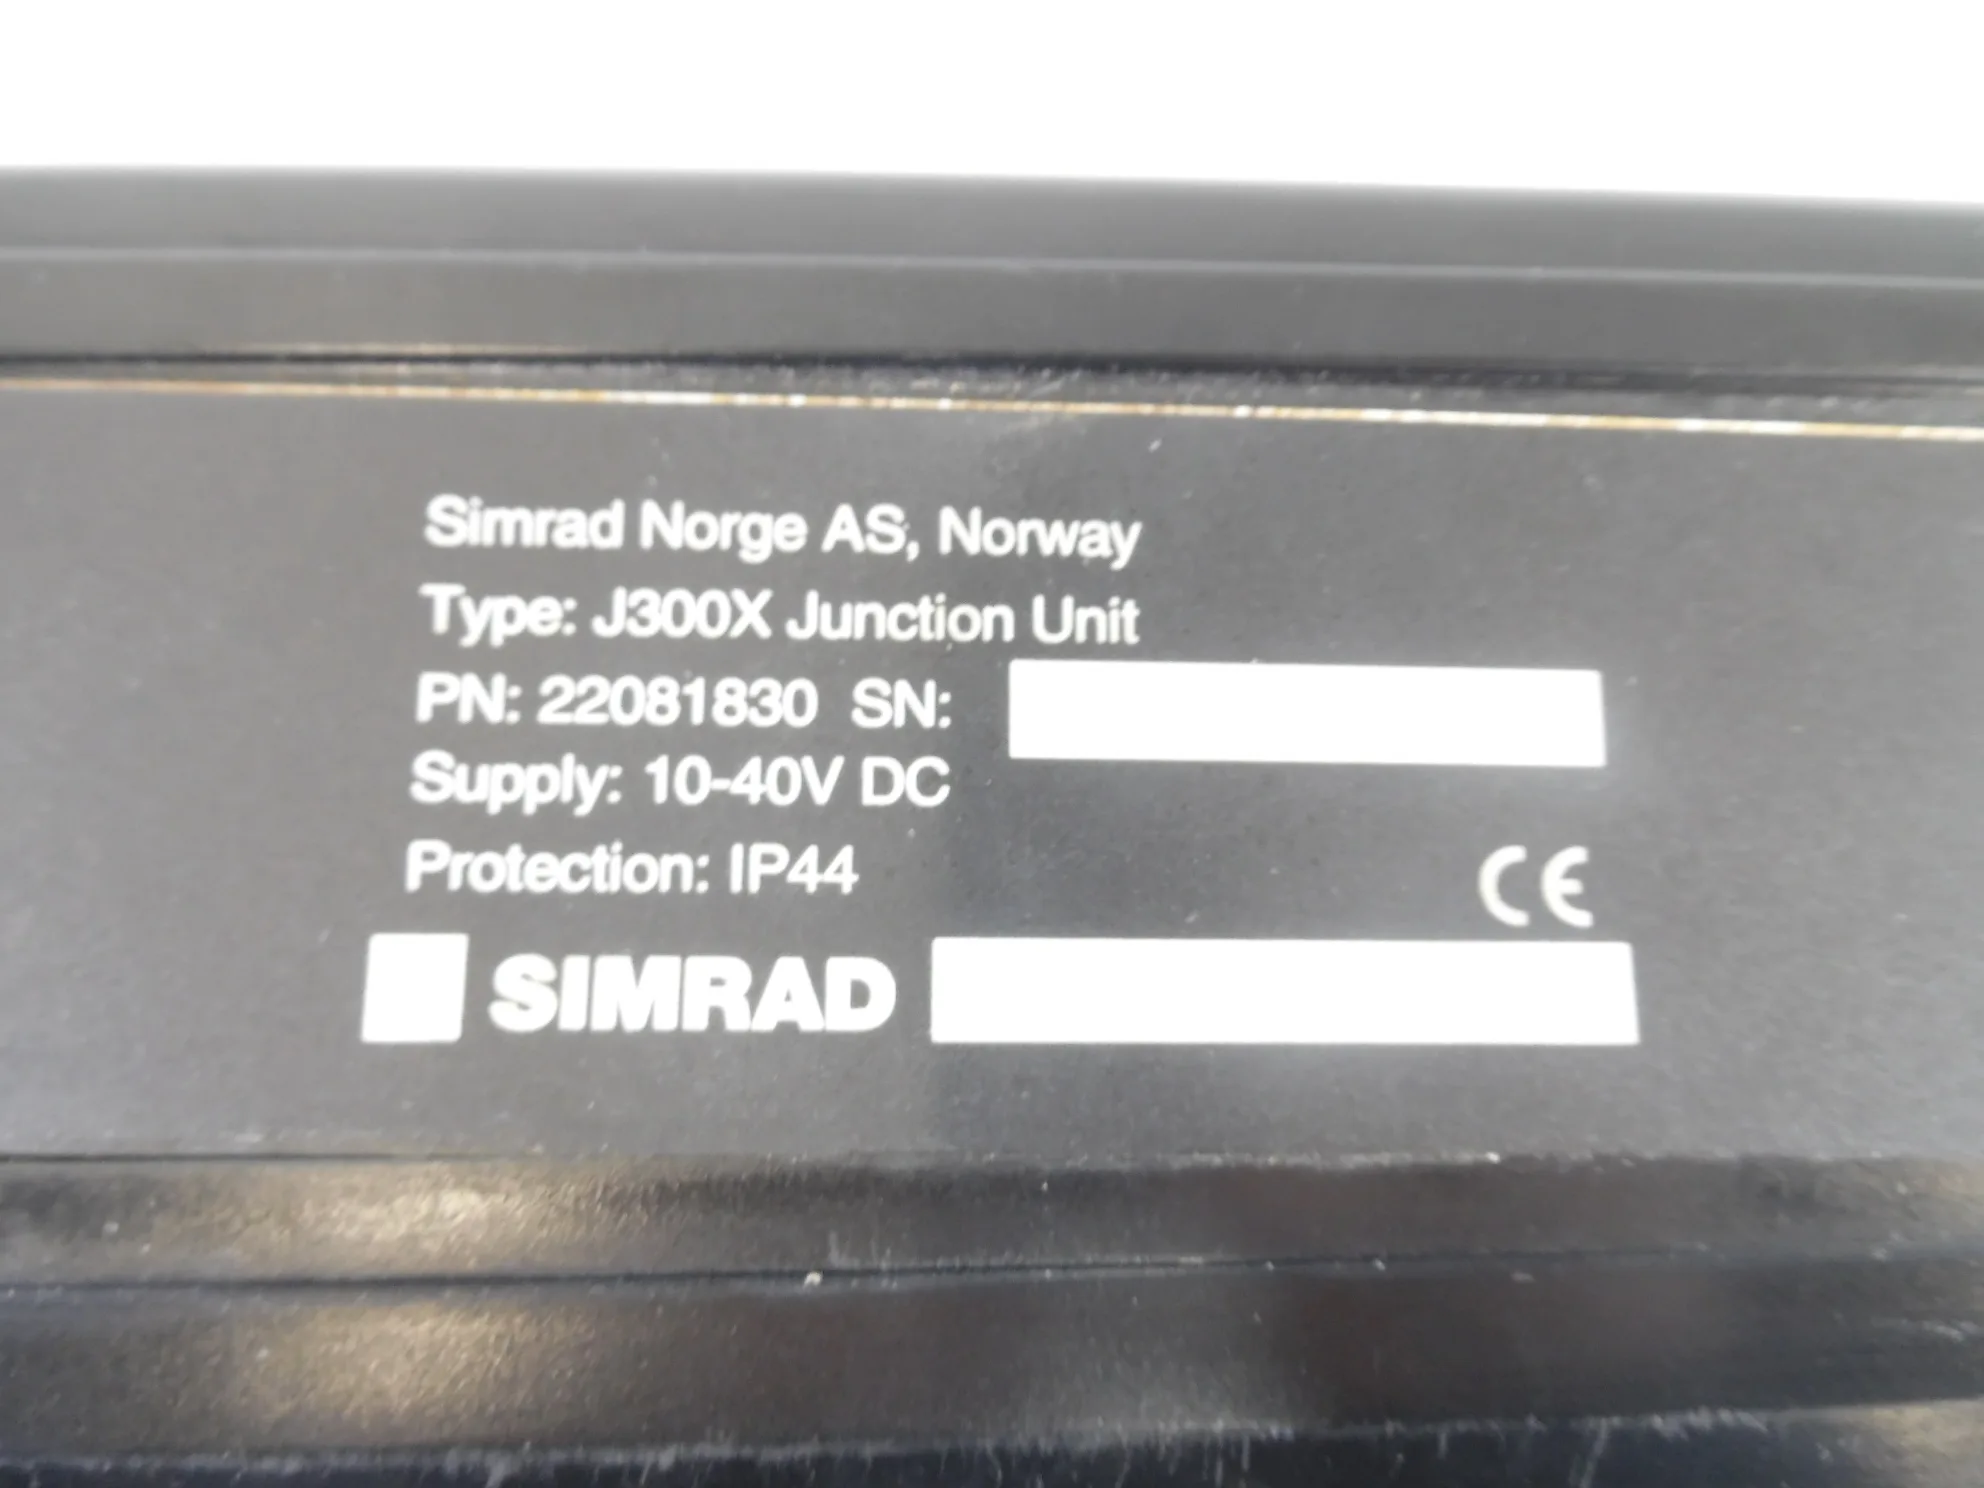 Simrad Norge AS, Norway
Type: J300X Junction Unit
PN: 22081830 SN:
Supply: 10-40V DC
Protection: IP44
CE
SIMRAD